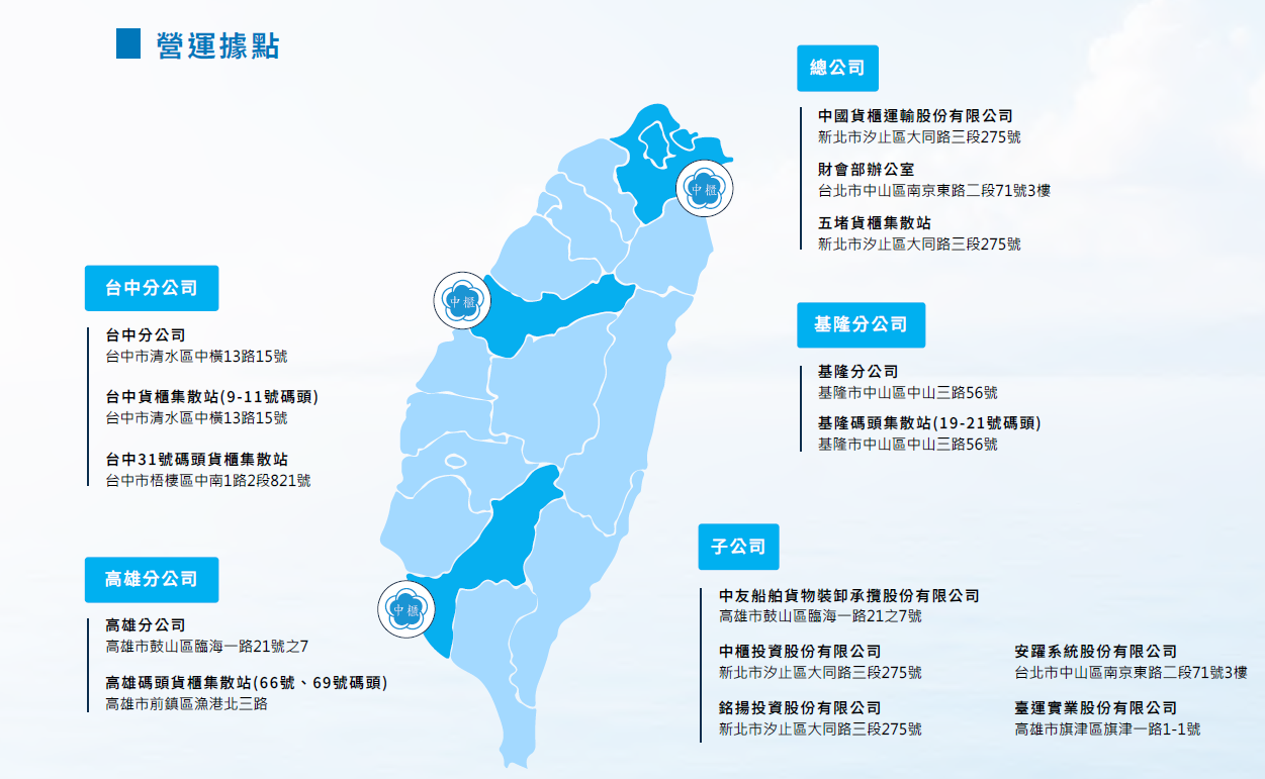 營運據點
總公司
中國貨櫃運輸股份有限公司
新北市汐止區大同路三段275號
財會部辦公室
台北市中山區南京東路二段71號3樓
五堵貨櫃集散站
新北市汐止區大同路三段275號
基隆分公司
基隆分公司
基隆市中山區中山三路56號
基隆碼頭集散站(19-21號碼頭)
基隆市中山區中山三路56號
中櫃
中櫃
中櫃
台中分公司
台中分公司
台中市清水區中橫13路15號
台中貨櫃集散站(9-11號碼頭)
台中市清水區中橫13路15號
台中31號碼頭貨櫃集散站
台中市梧棲區中南1路2段821號
高雄分公司
高雄分公司
高雄市鼓山區臨海一路21號之7
高雄碼頭貨櫃集散站(66號、69號碼頭)
高雄市前鎮區漁港北三路
子公司
中友船舶貨物裝卸承攬股份有限公司
高雄市鼓山區臨海一路21之7號
中櫃投資股份有限公司
新北市汐止區大同路三段275號
銘揚投資股份有限公司
新北市汐止區大同路三段275號
安躍系統股份有限公司
台北市中山區南京東路二段71號3樓
臺運實業股份有限公司
高雄市旗津區旗津一路1-1號